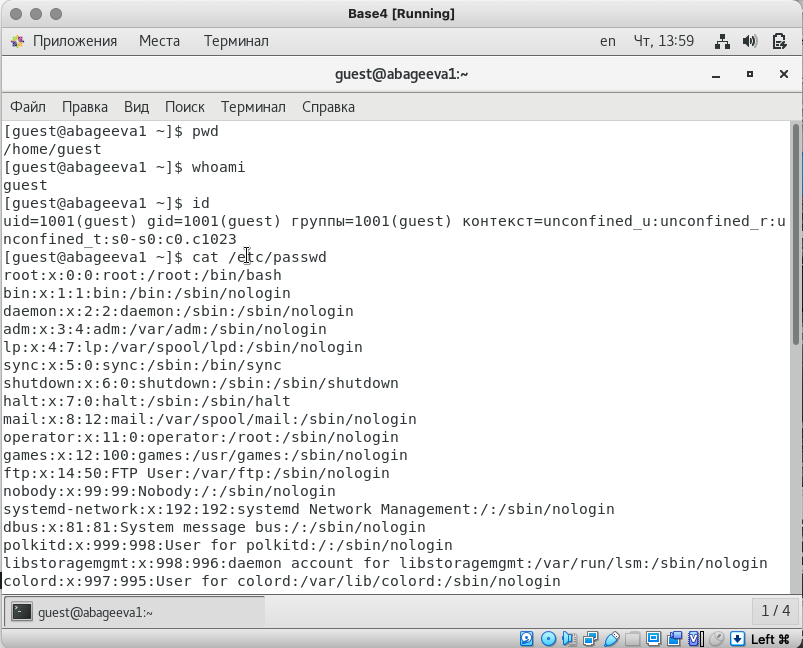 Base4 [Running]
Приложения Места Терминал en Чт, 13:59
guest@abageeva1:~
Файл Правка Вид Поиск Терминал Справка
[guest@abageeva1 ~]$ pwd
/home/guest
[guest@abageeva1 ~]$ whoami
guest
[guest@abageeva1 ~]$ id
uid=1001(guest) gid=1001(guest) группы=1001(guest) контекст=unconfined_u:unconfined_r:u
nconfined_t:s0-s0:c0.c1023
[guest@abageeva1 ~]$ cat /etc/passwd
root:x:0:0:root:/root:/bin/bash
bin:x:1:1:bin:/bin:/sbin/nologin
daemon:x:2:2:daemon:/sbin:/sbin/nologin
adm:x:3:4:adm:/var/adm:/sbin/nologin
lp:x:4:7:lp:/var/spool/lpd:/sbin/nologin
sync:x:5:0:sync:/sbin:/bin/sync
shutdown:x:6:0:shutdown:/sbin:/sbin/shutdown
halt:x:7:0:halt:/sbin:/sbin/halt
mail:x:8:12:mail:/var/spool/mail:/sbin/nologin
operator:x:11:0:operator:/root:/sbin/nologin
games:x:12:100:games:/usr/games:/sbin/nologin
ftp:x:14:50:FTP User:/var/ftp:/sbin/nologin
nobody:x:99:99:Nobody:/:/sbin/nologin
systemd-network:x:192:192:systemd Network Management:/:/sbin/nologin
dbus:x:81:81:System message bus:/:/sbin/nologin
polkitd:x:999:998:User for polkitd:/:/sbin/nologin
libstoragemgmt:x:998:996:daemon account for libstoragemgmt:/var/run/lsm:/sbin/nologin
colord:x:997:995:User for colord:/var/lib/colord:/sbin/nologin
guest@abageeva1:~ 1 / 4
Left ⌘